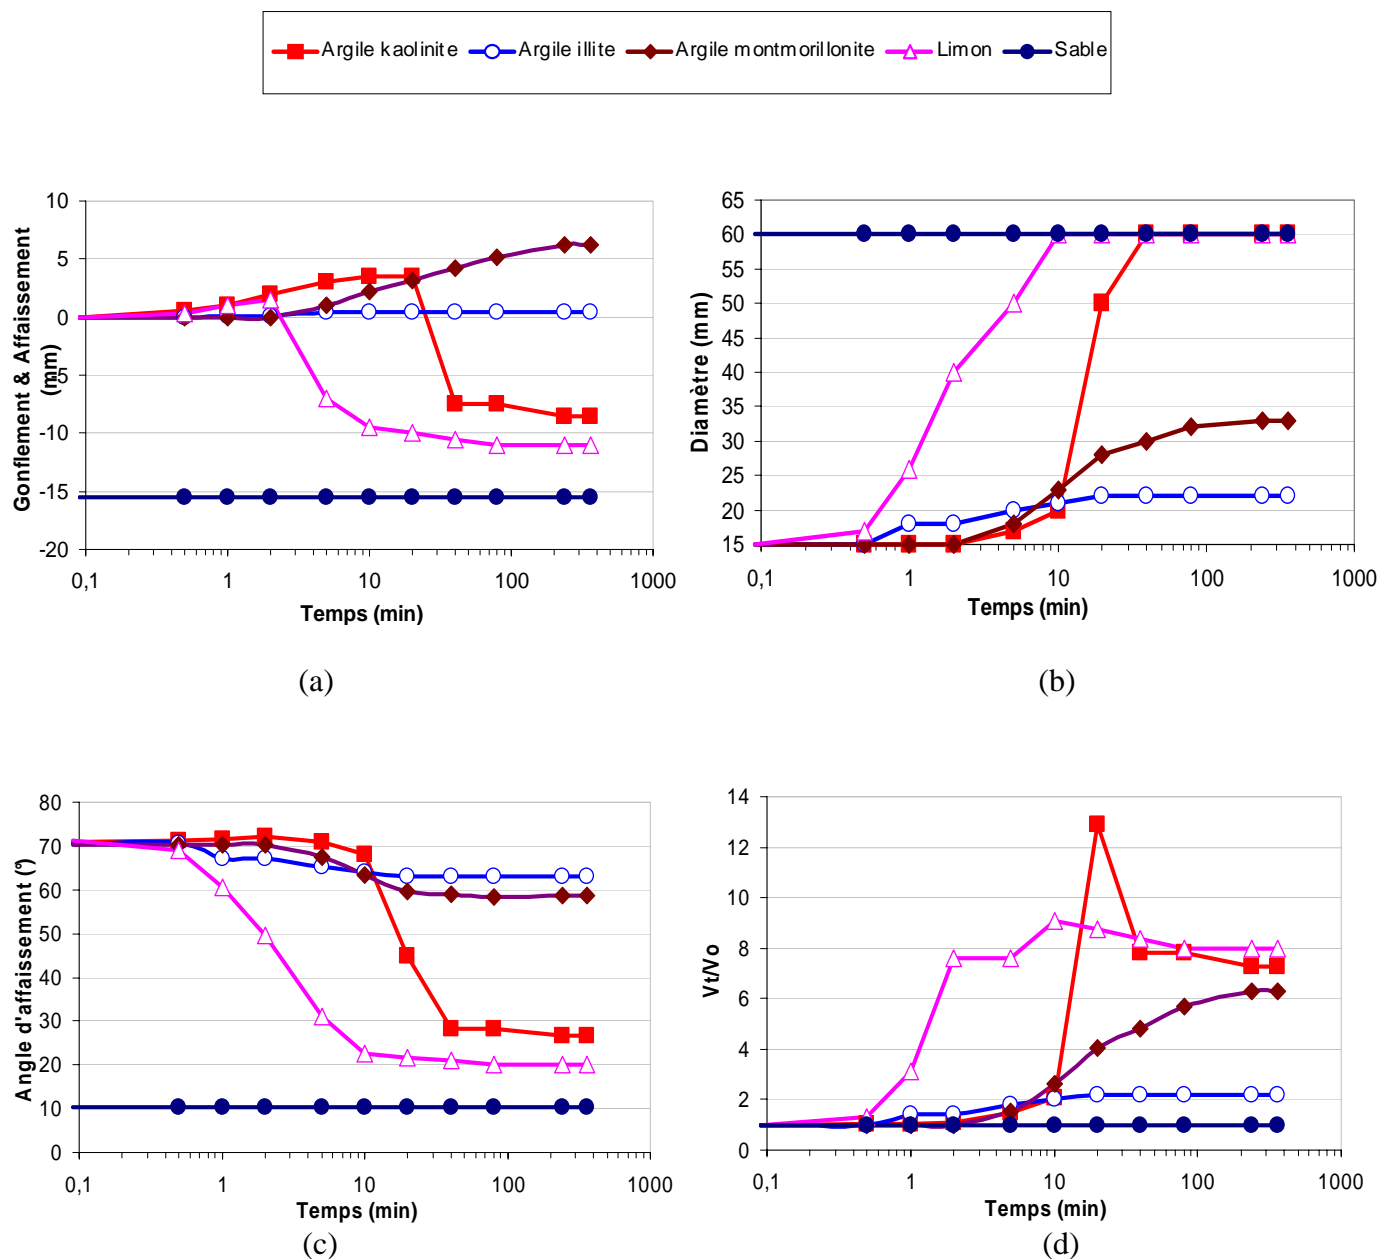 Argile kaolinite Argile illite Argile montmorillonite Limon Sable
Gonflement & Affaissement
(mm)
10
5
0
-5
-10
-15
-20
0,1 1 10 100 1000
Temps (min)
(a)
Diamètre (mm)
65
60
55
50
45
40
35
30
25
20
15
0,1 1 10 100 1000
Temps (min)
(b)
Angle d'affaissement (°)
80
70
60
50
40
30
20
10
0
0,1 1 10 100 1000
Temps (min)
(c)
Vt/Vo
14
12
10
8
6
4
2
0
0,1 1 10 100 1000
Temps (min)
(d)